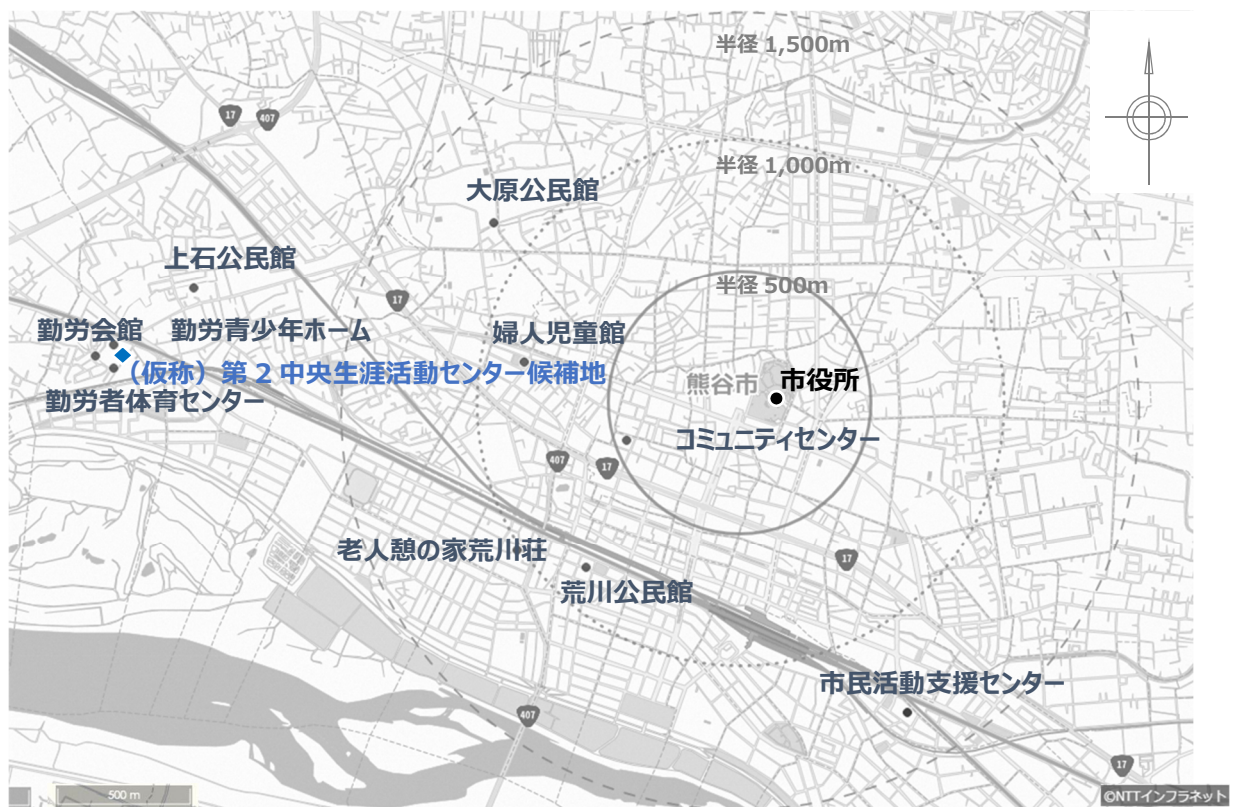 半径 1,500m
17
407
半径 1,000m
大原公民館
上石公民館
半径 500m
17
勤労会館
勤労青少年ホーム
婦人児童館
(仮称)第 2 中央生涯活動センター候補地
熊谷市
市役所
勤労者体育センター
コミュニティセンター
407
17
老人憩の家荒川荘
17
荒川公民館
市民活動支援センター
407
17
500 m
©NTTインフラネット